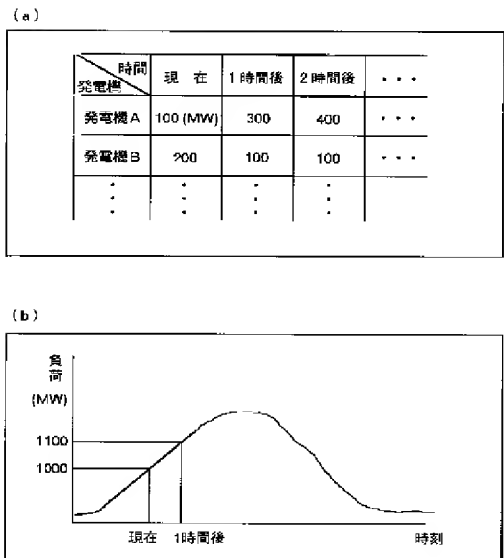 (a)
時間
発電機
現 在 1時間後 2時間後 ・・・
発電機A 100 (MW) 300 400 ・・・
発電機B 200 100 100 ・・・
(b)
負荷
(MW)
1100
1000
現在 1時間後 時刻